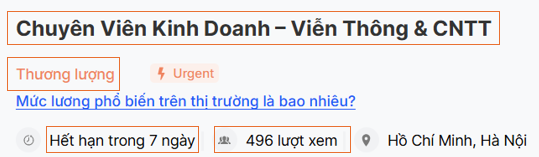 Chuyên Viên Kinh Doanh – Viễn Thông & CNTT
Thương lượng Urgent
Mức lương phổ biến trên thị trường là bao nhiêu?
Hết hạn trong 7 ngày 496 lượt xem Hồ Chí Minh, Hà Nội